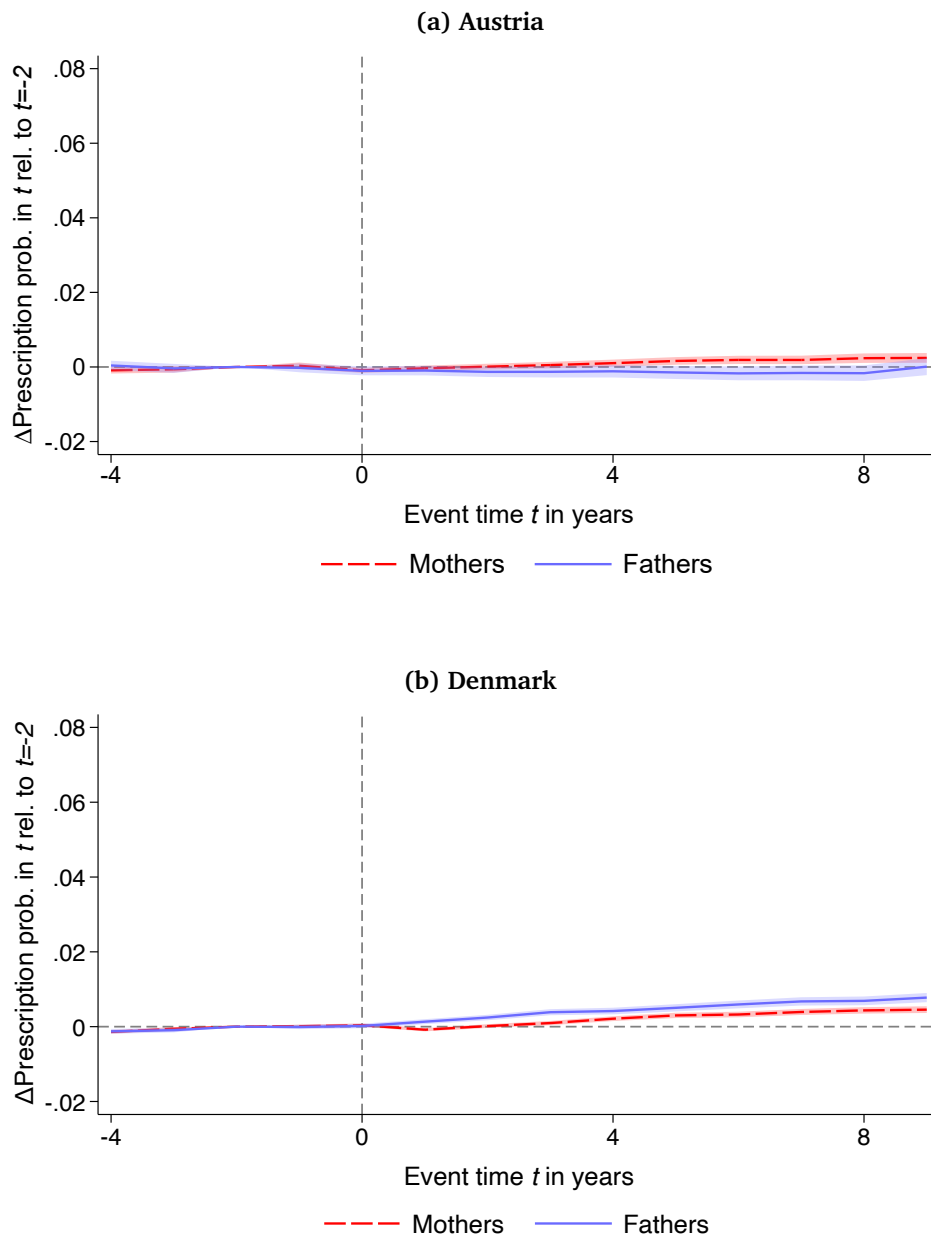 (a) Austria
ΔPrescription prob. in t rel. to t=-2
.08
.06
.04
.02
0
-.02
-4 0 4 8
Event time t in years
Mothers Fathers
(b) Denmark
ΔPrescription prob. in t rel. to t=-2
.08
.06
.04
.02
0
-.02
-4 0 4 8
Event time t in years
Mothers Fathers